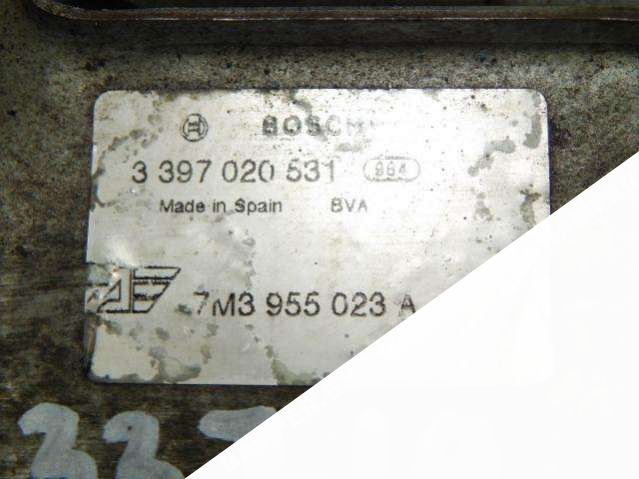 BOSCH
3 397 020 531 994
Made in Spain BVA
7M3 955 023 A